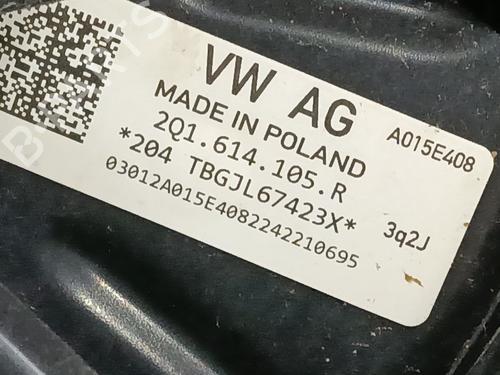 VW AG
MADE IN POLAND
A015E408
2Q1.614.105.R
*204 TBGJL67423X*
3q2J
03012A015E4082242210695